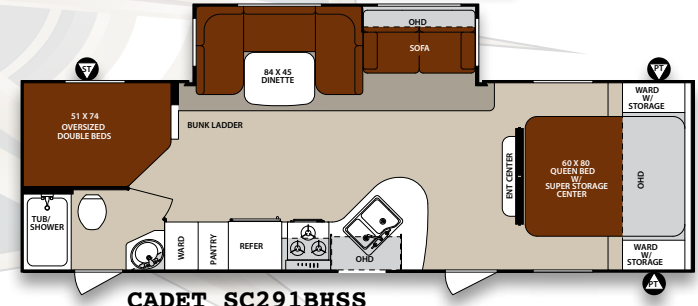 OHD
SOFA
84 X 45
DINETTE
ST
PT
WARD
W/
STORAGE
51 X 74
OVERSIZED
DOUBLE BEDS
BUNK LADDER
ENT CENTER
60 X 80
QUEEN BED
W/
SUPER STORAGE
CENTER
OHD
TUB/
SHOWER
WARD
PANTRY
REFER
OHD
WARD
W/
STORAGE
PT
CADET SC291BHSS